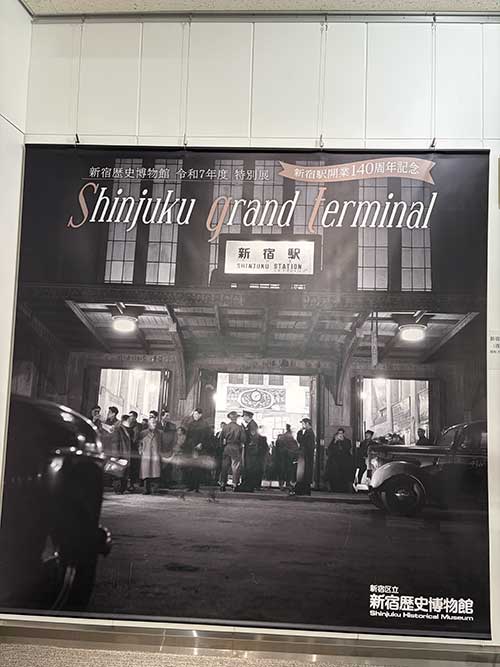 新宿歴史博物館 令和7年度 特別展
新宿駅開業140周年記念
Shinjuku grand terminal
新宿駅
SHINJUKU STATION
新宿区立
新宿歴史博物館
Shinjuku Historical Museum